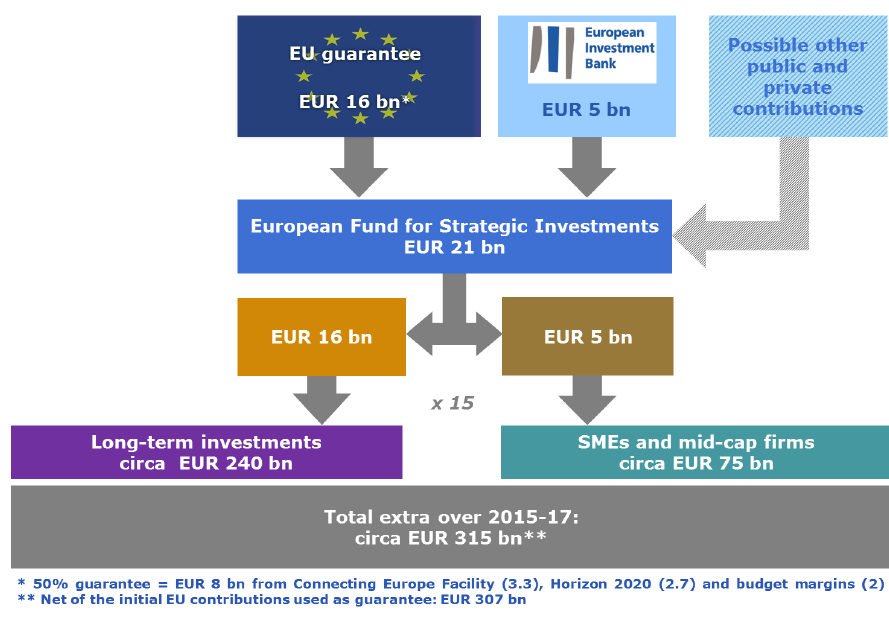 EU guarantee
EUR 16 bn*
European
Investment
Bank
EUR 5 bn
Possible other
public and
private
contributions
European Fund for Strategic Investments
EUR 21 bn
EUR 16 bn
EUR 5 bn
x 15
Long-term investments
circa EUR 240 bn
SMEs and mid-cap firms
circa EUR 75 bn
Total extra over 2015-17:
circa EUR 315 bn**
* 50% guarantee = EUR 8 bn from Connecting Europe Facility (3.3), Horizon 2020 (2.7) and budget margins (2)
** Net of the initial EU contributions used as guarantee: EUR 307 bn